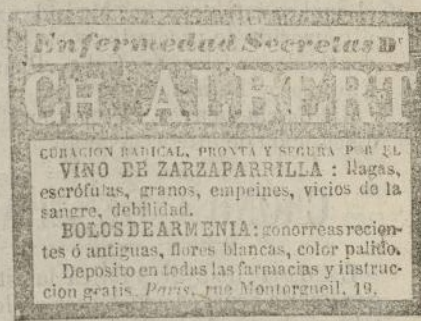 Enfermedad Secretas Dr
CH. ALBERT
CURACION RADICAL, PRONTA Y SEGURA POR EL
VINO DE ZARZAPARRILLA : llagas,
escrófulas, granos, empeines, vicios de la
sangre, debilidad.
BOLOS DE ARMENIA: gonorreas recien-
tes ó antiguas, flores blancas, color palido.
Deposito en todas las farmacias y instruc-
cion gratis. Paris, rue Montorgueil, 19.